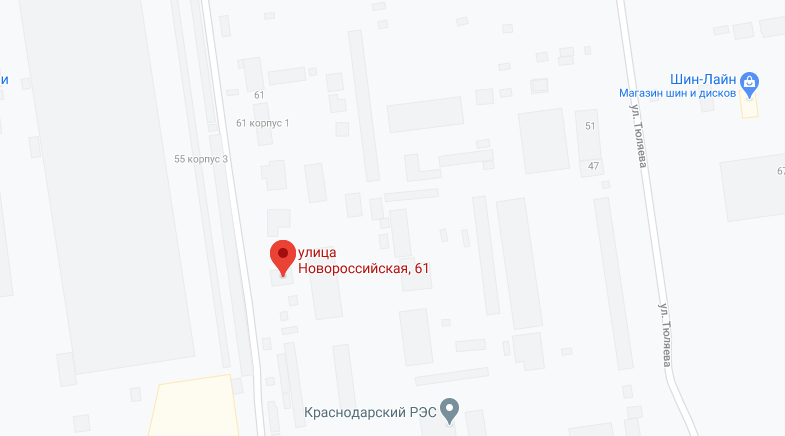 и
Шин-Лайн
Магазин шин и дисков
61
61 корпус 1
ул. Тюляева
51
55 корпус 3
47
67
улица
Новороссийская, 61
ул. Тюляева
Краснодарский РЭС